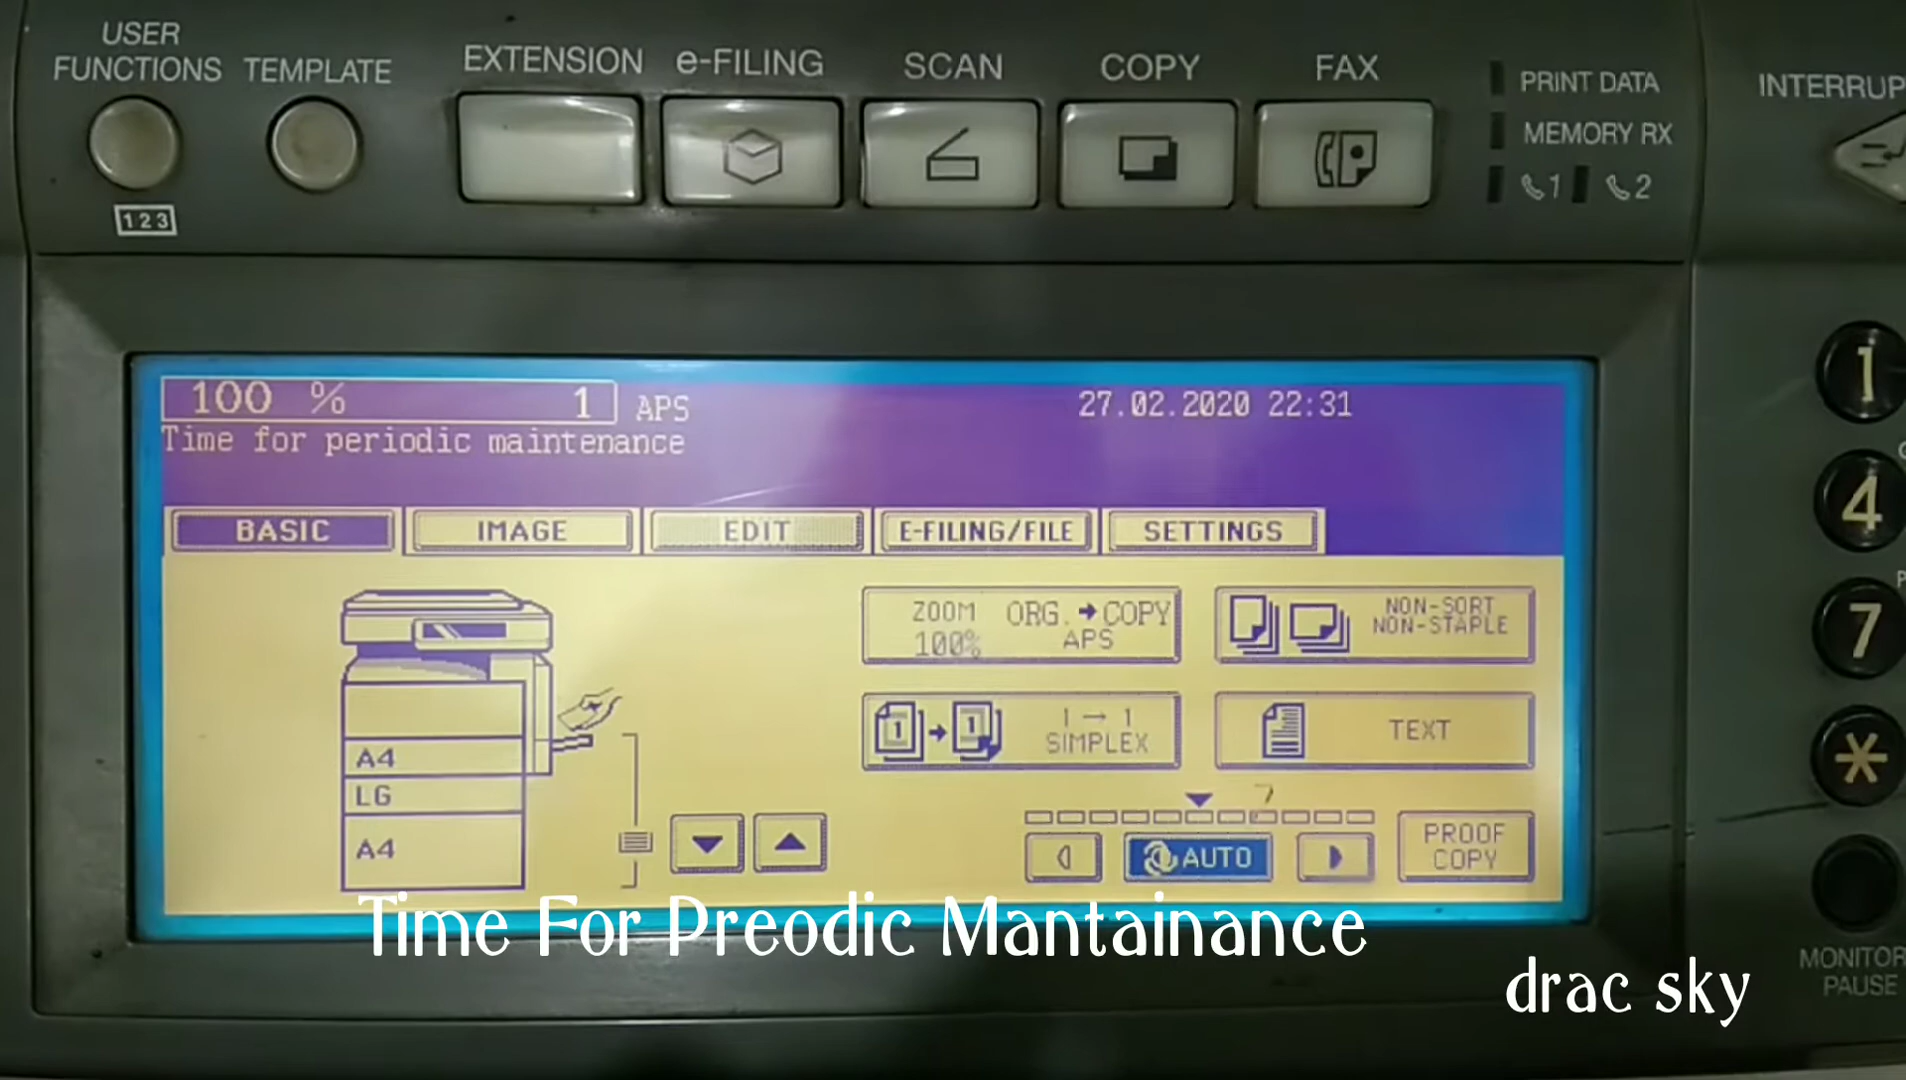 USER
FUNCTIONS
TEMPLATE
EXTENSION
e-FILING
SCAN
COPY
FAX
PRINT DATA
MEMORY RX
1 2
INTERRUP
123
100 % 1 APS
27.02.2020 22:31
Time for periodic maintenance
BASIC
IMAGE
EDIT
E-FILING/FILE
SETTINGS
ZOOM ORG. → COPY
100% APS
NON-SORT
NON-STAPLE
1 → 1
1 → 1
SIMPLEX
TEXT
A4
LG
A4
AUTO
PROOF
COPY
1
4
7
*
MONITOR
PAUSE
Time For Preodic Mantainance
drac sky